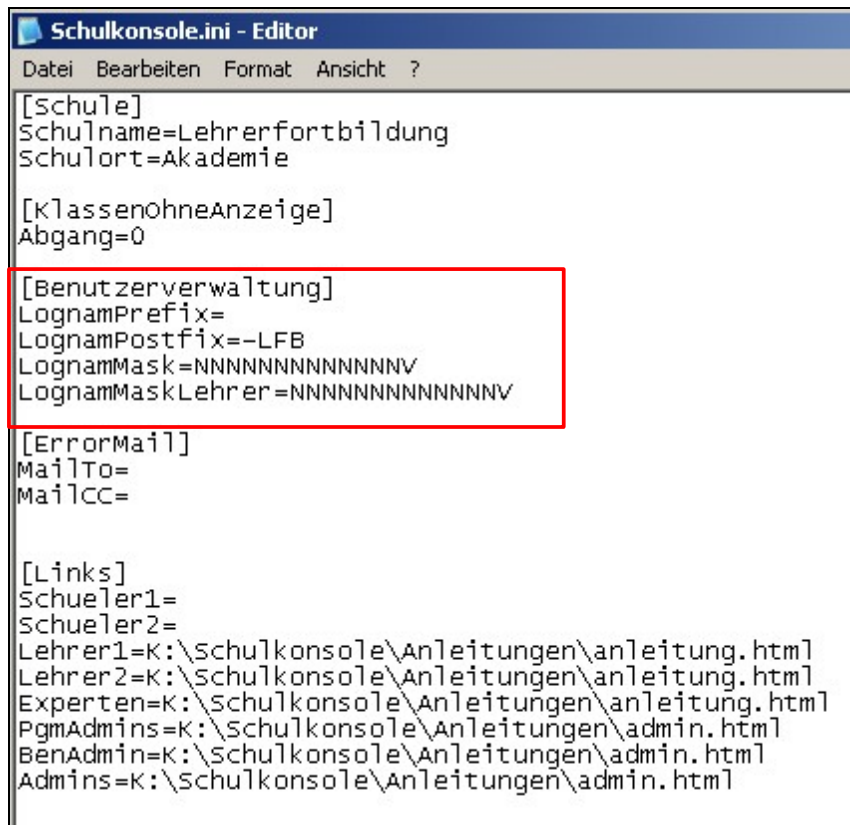 Schulkonsole.ini - Editor
Datei Bearbeiten Format Ansicht ?
[Schule]
Schulname=Lehrerfortbildung
Schulort=Akademie
[KlassenOhneAnzeige]
Abgang=0
[Benutzerverwaltung]
LognamPrefix=
LognamPostfix=-LFB
LognamMask=NNNNNNNNNNNNNV
LognamMaskLehrer=NNNNNNNNNNNNNV
[ErrorMail]
MailTo=
MailCC=
[Links]
Schueler1=
Schueler2=
Lehrer1=K:\Schulkonsole\Anleitungen\anleitung.html
Lehrer2=K:\Schulkonsole\Anleitungen\anleitung.html
Experten=K:\Schulkonsole\Anleitungen\anleitung.html
PgmAdmins=K:\Schulkonsole\Anleitungen\admin.html
BenAdmin=K:\Schulkonsole\Anleitungen\admin.html
Admins=K:\Schulkonsole\Anleitungen\admin.html